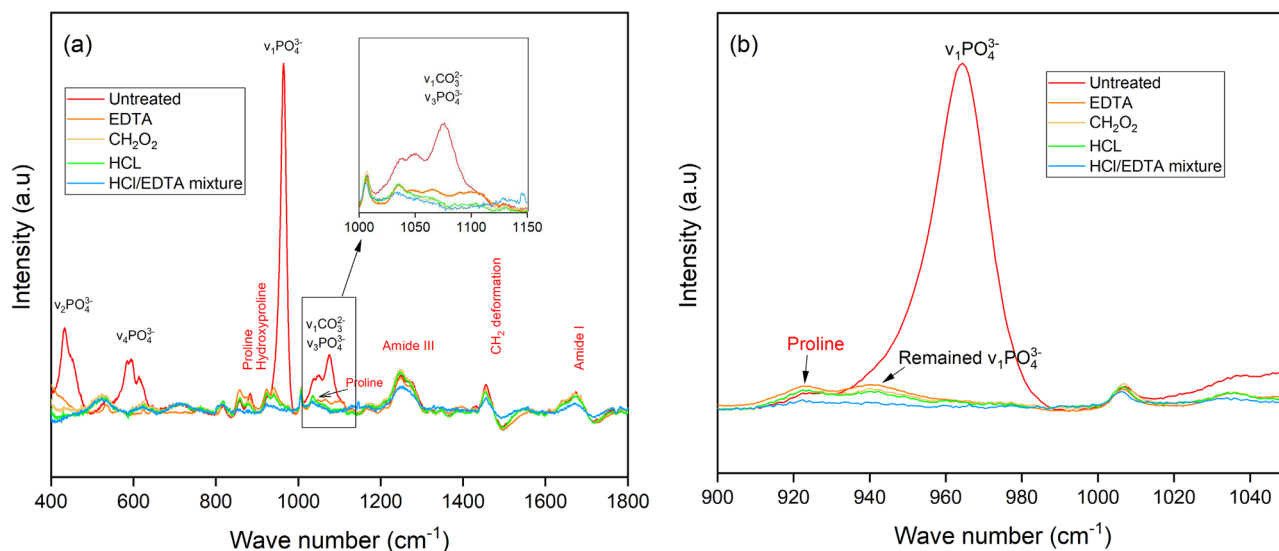 (a)
v₁PO₄³⁻
Untreated
EDTA
CH₂O₂
HCL
HCl/EDTA mixture
v₁CO₃²⁻
v₃PO₄³⁻
1000 1050 1100 1150
v₂PO₄³⁻
v₄PO₄³⁻
Proline
Hydroxyproline
v₁CO₃²⁻
v₃PO₄³⁻
Proline
Amide III
CH₂ deformation
Amide I
Intensity (a.u)
400 600 800 1000 1200 1400 1600 1800
Wave number (cm⁻¹)
(b)
v₁PO₄³⁻
Untreated
EDTA
CH₂O₂
HCL
HCl/EDTA mixture
Proline
Remained v₁PO₄³⁻
Intensity (a.u)
900 920 940 960 980 1000 1020 1040
Wave number (cm⁻¹)